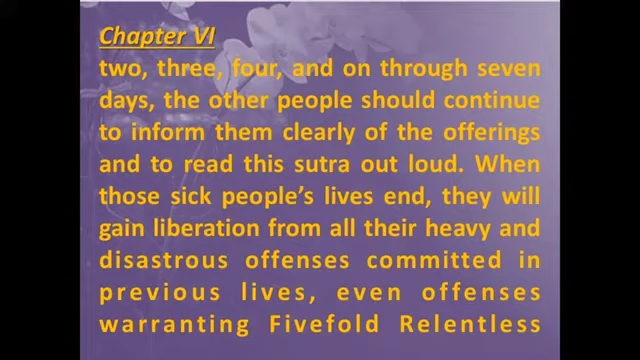 Chapter VI
two, three, four, and on through seven
days, the other people should continue
to inform them clearly of the offerings
and to read this sutra out loud. When
those sick people's lives end, they will
gain liberation from all their heavy and
disastrous offenses committed in
previous lives, even offenses
warranting Fivefold Relentless